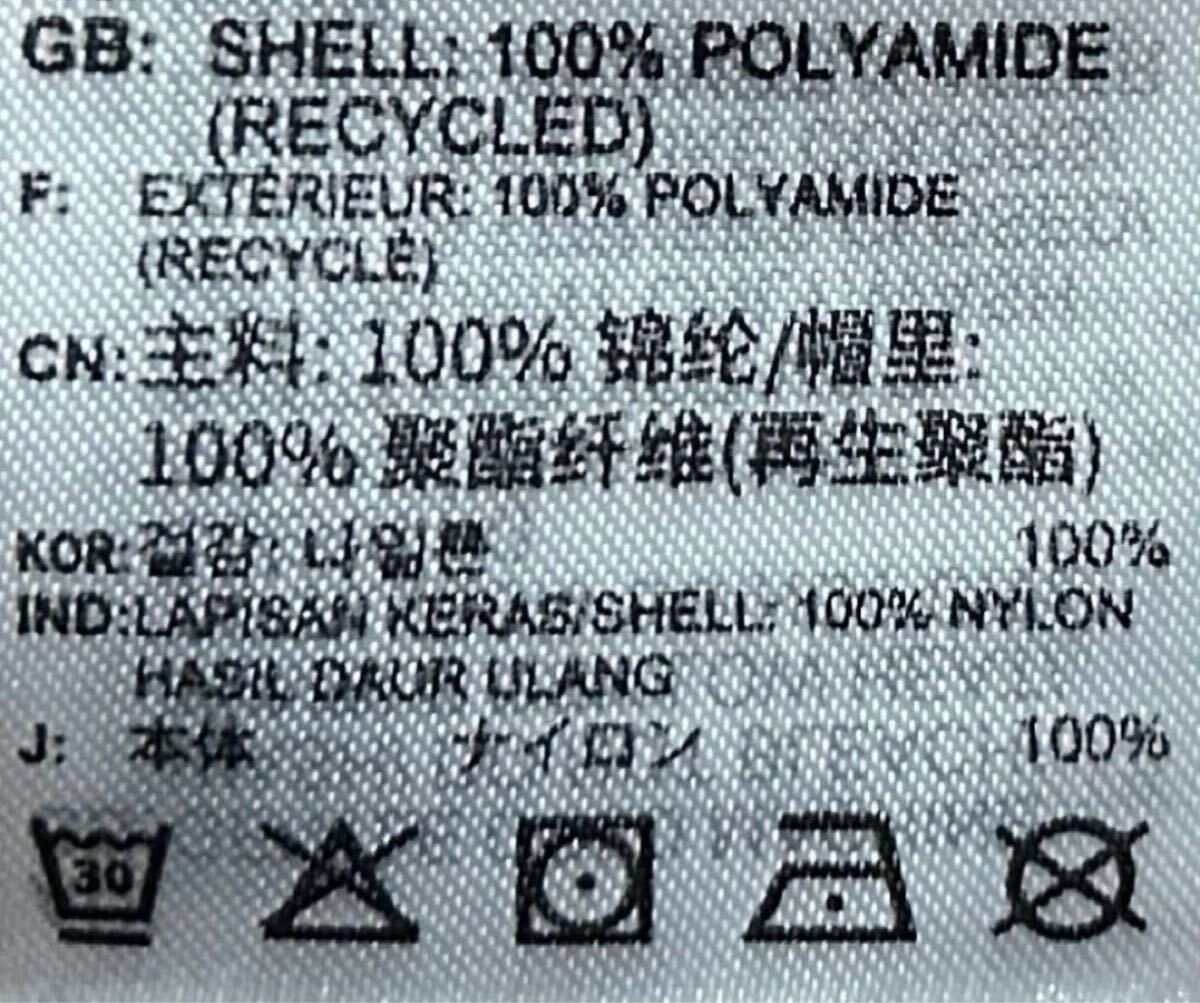 GB: SHELL: 100% POLYAMIDE
(RECYCLED)
F: EXTÉRIEUR: 100% POLYAMIDE
(RECYCLÉ)
CN: 主料: 100% 锦纶/帽里:
100% 聚酯纤维(再生聚酯)
KOR: 겉감: 나일론 100%
IND: LAPISAN KERAS/SHELL: 100% NYLON
HASIL DAUR ULANG
J: 本体 ナイロン 100%
30